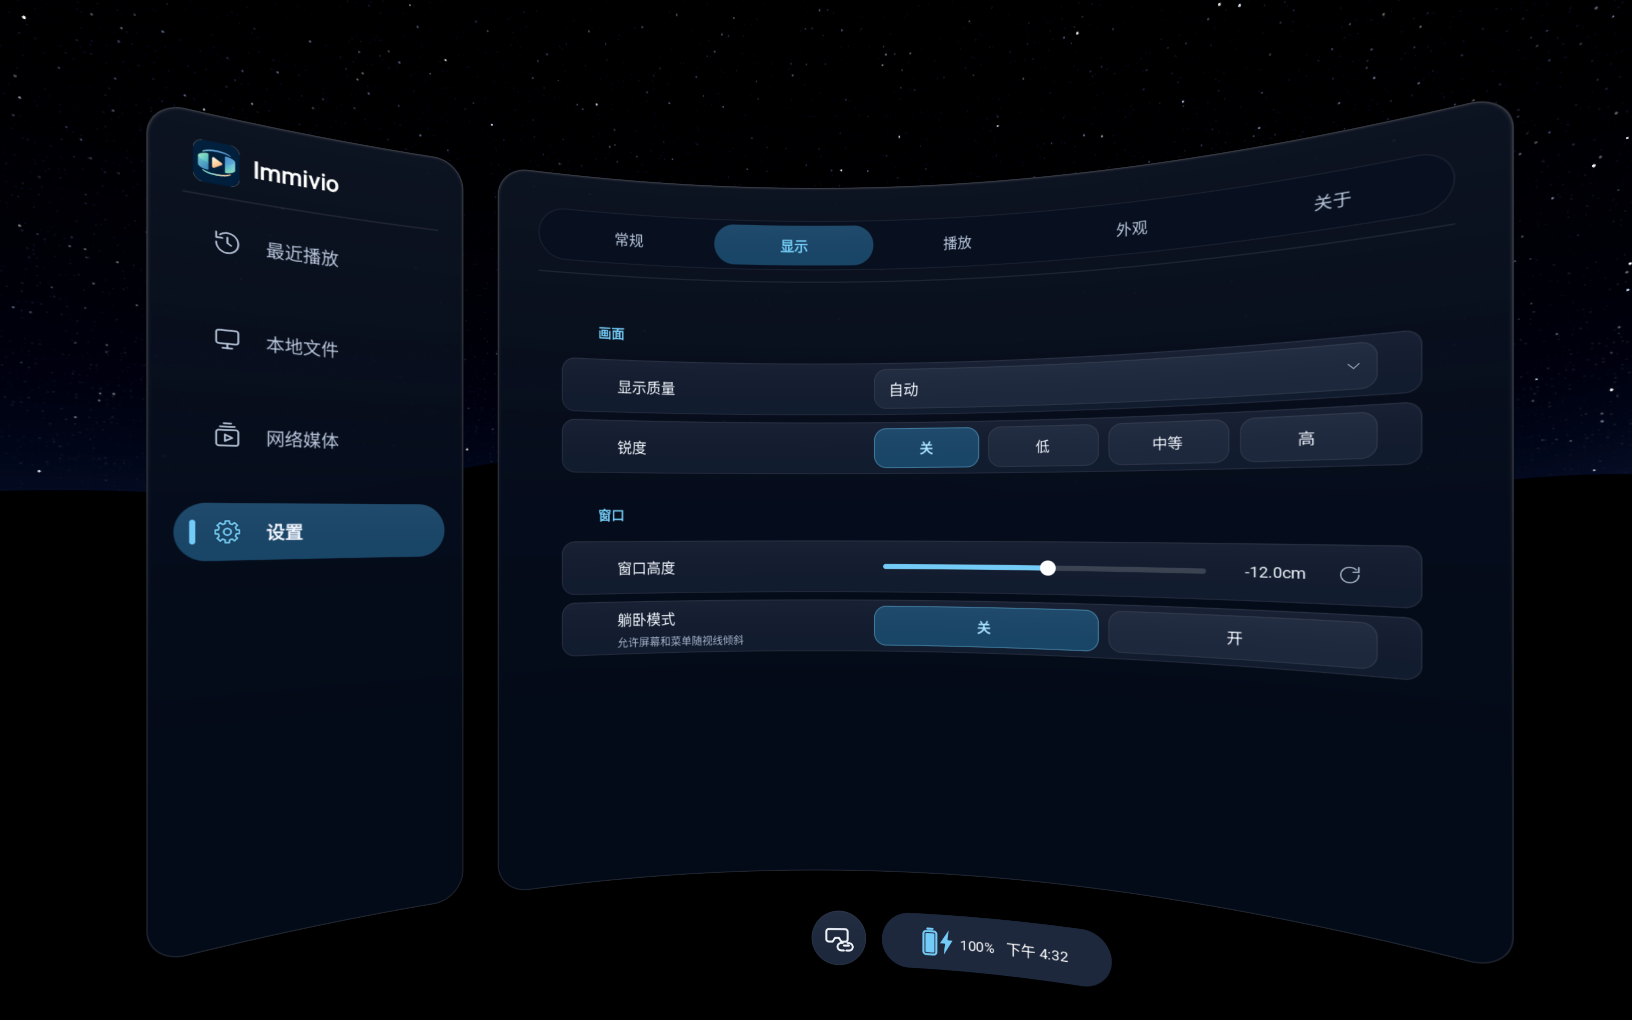 Immivio
最近播放
本地文件
网络媒体
设置
常规
显示
播放
外观
关于
画面
显示质量
自动
锐度
关
低
中等
高
窗口
窗口高度
-12.0cm
躺卧模式
允许屏幕和菜单随视线倾斜
关
开
100%
下午 4:32